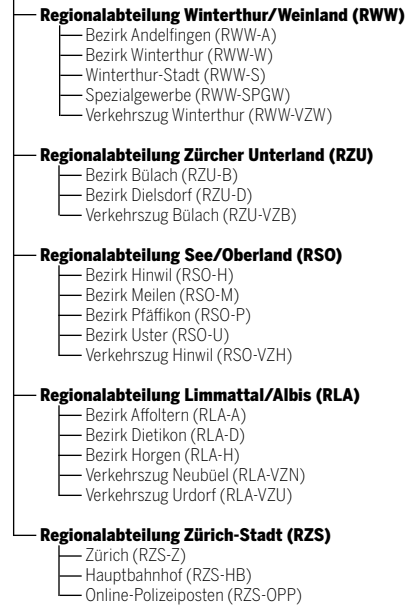 Regionalabteilung Winterthur/Weinland (RWW)
Bezirk Andelfingen (RWW-A)
Bezirk Winterthur (RWW-W)
Winterthur-Stadt (RWW-S)
Spezialgewerbe (RWW-SPGW)
Verkehrszug Winterthur (RWW-VZW)
Regionalabteilung Zürcher Unterland (RZU)
Bezirk Bülach (RZU-B)
Bezirk Dielsdorf (RZU-D)
Verkehrszug Bülach (RZU-VZB)
Regionalabteilung See/Oberland (RSO)
Bezirk Hinwil (RSO-H)
Bezirk Meilen (RSO-M)
Bezirk Pfäffikon (RSO-P)
Bezirk Uster (RSO-U)
Verkehrszug Hinwil (RSO-VZH)
Regionalabteilung Limmattal/Albis (RLA)
Bezirk Affoltern (RLA-A)
Bezirk Dietikon (RLA-D)
Bezirk Horgen (RLA-H)
Verkehrszug Neubüel (RLA-VZN)
Verkehrszug Urdorf (RLA-VZU)
Regionalabteilung Zürich-Stadt (RZS)
Zürich (RZS-Z)
Hauptbahnhof (RZS-HB)
Online-Polizeiposten (RZS-OPP)